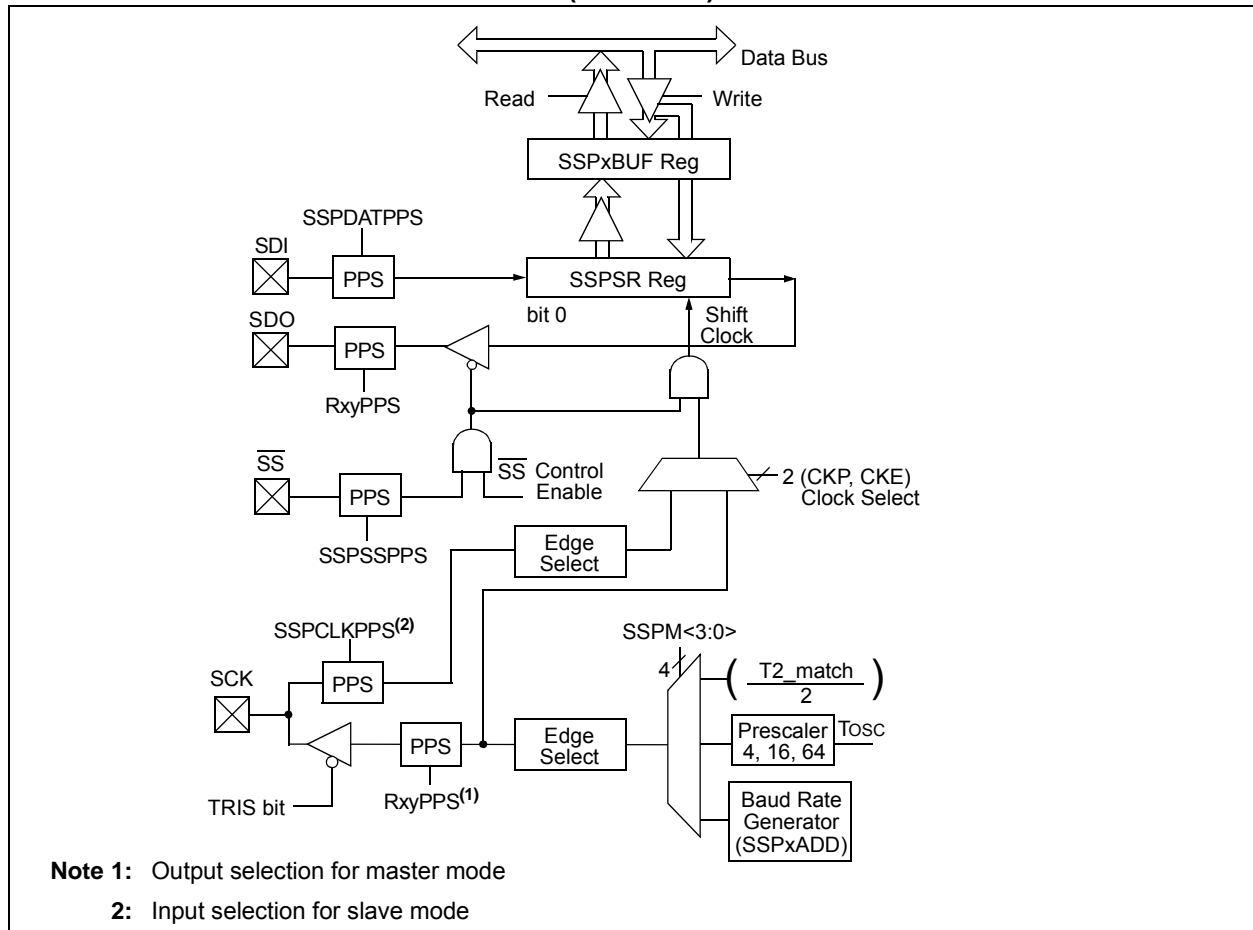 Data Bus
Read
Write
SSPxBUF Reg
SSPDATPPS
SDI
PPS
SSPSR Reg
bit 0
Shift
Clock
SDO
PPS
RxyPPS
SS
PPS
SS Control
Enable
2 (CKP, CKE)
Clock Select
SSPSSPPS
Edge
Select
SSPCLKPPS(2)
SSPM<3:0>
4
SCK
PPS
( T2_match
2 )
PPS
Edge
Select
Prescaler
4, 16, 64
TOSC
TRIS bit
RxyPPS(1)
Baud Rate
Generator
(SSPxADD)
Note 1: Output selection for master mode
2: Input selection for slave mode